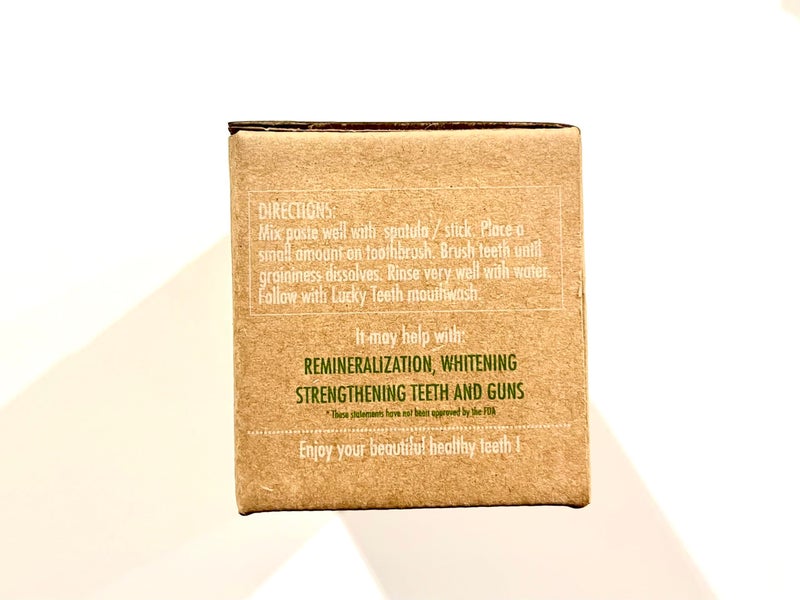 DIRECTIONS:
Mix paste well with spatula / stick. Place a
small amount on toothbrush. Brush teeth until
graininess dissolves. Rinse very well with water.
Follow with Lucky Teeth mouthwash.
It may help with:
REMINERALIZATION, WHITENING
STRENGTHENING TEETH AND GUNS
* These statements have not been approved by the FDA
Enjoy your beautiful healthy teeth !